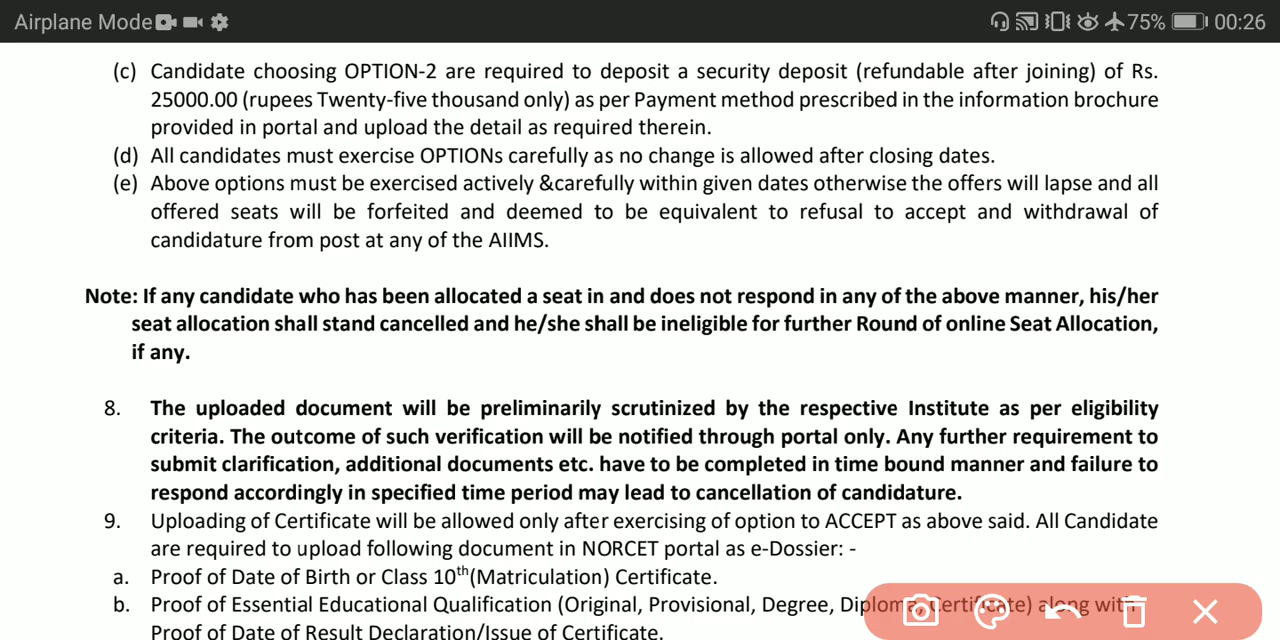 Airplane Mode 75% 00:26
(c) Candidate choosing OPTION-2 are required to deposit a security deposit (refundable after joining) of Rs.
25000.00 (rupees Twenty-five thousand only) as per Payment method prescribed in the information brochure
provided in portal and upload the detail as required therein.
(d) All candidates must exercise OPTIONs carefully as no change is allowed after closing dates.
(e) Above options must be exercised actively &carefully within given dates otherwise the offers will lapse and all
offered seats will be forfeited and deemed to be equivalent to refusal to accept and withdrawal of
candidature from post at any of the AIIMS.
Note: If any candidate who has been allocated a seat in and does not respond in any of the above manner, his/her
seat allocation shall stand cancelled and he/she shall be ineligible for further Round of online Seat Allocation,
if any.
8. The uploaded document will be preliminarily scrutinized by the respective Institute as per eligibility
criteria. The outcome of such verification will be notified through portal only. Any further requirement to
submit clarification, additional documents etc. have to be completed in time bound manner and failure to
respond accordingly in specified time period may lead to cancellation of candidature.
9. Uploading of Certificate will be allowed only after exercising of option to ACCEPT as above said. All Candidate
are required to upload following document in NORCET portal as e-Dossier: -
a. Proof of Date of Birth or Class 10th(Matriculation) Certificate.
b. Proof of Essential Educational Qualification (Original, Provisional, Degree, Diploma, Certificate) along with
Proof of Date of Result Declaration/Issue of Certificate.